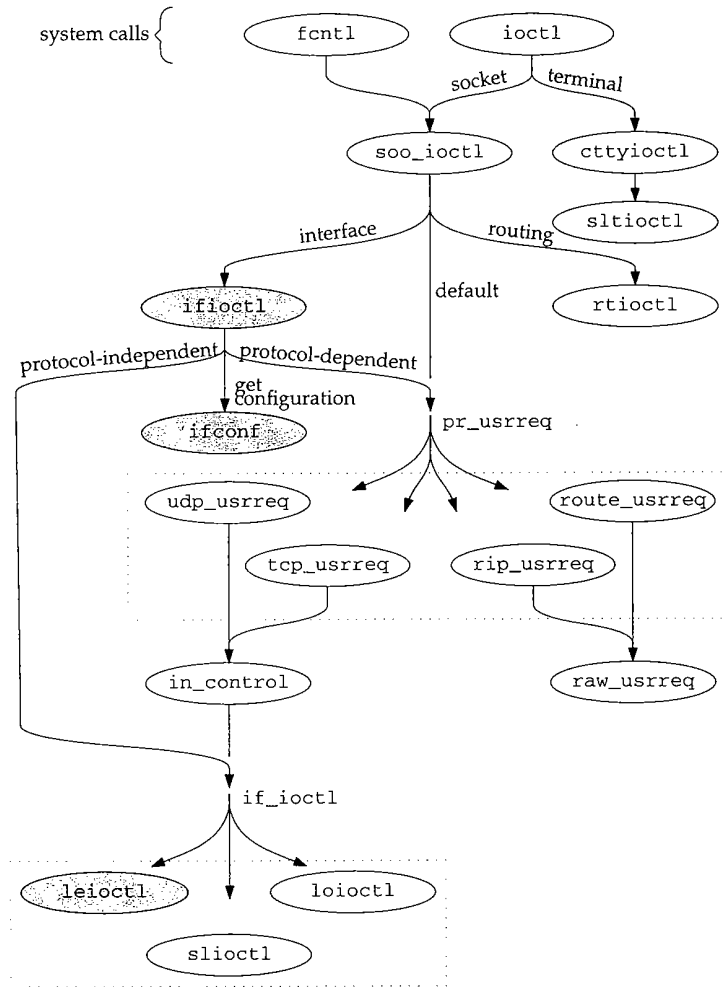 system calls
fcntl
ioctl
socket
terminal
soo_ioctl
cttyioctl
sltioctl
interface
routing
ifioctl
default
rtioctl
protocol-independent
protocol-dependent
get
configuration
ifconf
pr_usrreq
udp_usrreq
route_usrreq
tcp_usrreq
rip_usrreq
in_control
raw_usrreq
if_ioctl
leioctl
loioctl
slioctl